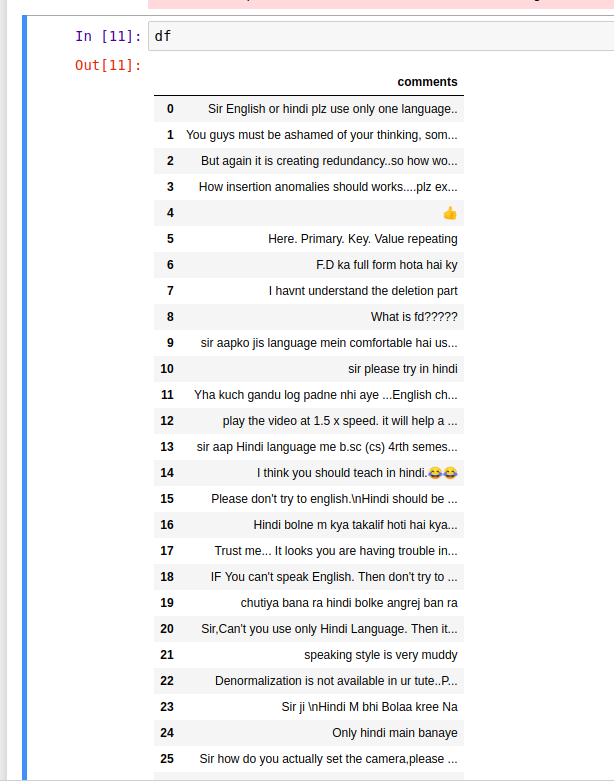 In [11]: df
Out[11]:
comments
0 Sir English or hindi plz use only one language..
1 You guys must be ashamed of your thinking, som...
2 But again it is creating redundancy..so how wo...
3 How insertion anomalies should works....plz ex...
4 👍
5 Here. Primary. Key. Value repeating
6 F.D ka full form hota hai ky
7 I havnt understand the deletion part
8 What is fd?????
9 sir aapko jis language mein comfortable hai us...
10 sir please try in hindi
11 Yha kuch gandu log padne nhi aye ...English ch...
12 play the video at 1.5 x speed. it will help a ...
13 sir aap Hindi language me b.sc (cs) 4rth semes...
14 I think you should teach in hindi.😂😂
15 Please don't try to english.\nHindi should be ...
16 Hindi bolne m kya takalif hoti hai kya...
17 Trust me... It looks you are having trouble in...
18 IF You can't speak English. Then don't try to ...
19 chutiya bana ra hindi bolke angrej ban ra
20 Sir,Can't you use only Hindi Language. Then it...
21 speaking style is very muddy
22 Denormalization is not available in ur tute..P...
23 Sir ji \nHindi M bhi Bolaa kree Na
24 Only hindi main banaye
25 Sir how do you actually set the camera,please ...